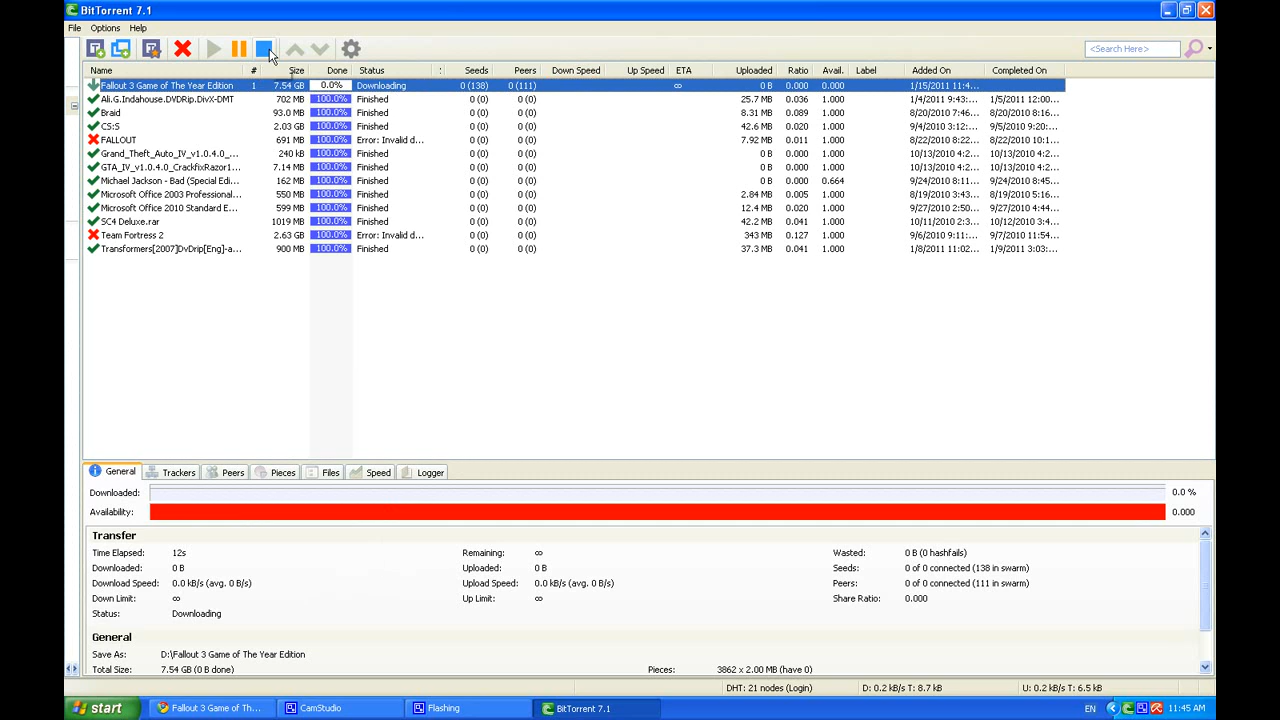 BitTorrent 7.1
File Options Help
<Search Here>
Name # Size Done Status : Seeds Peers Down Speed Up Speed ETA Uploaded Ratio Avail. Label Added On Completed On
Fallout 3 Game of The Year Edition 1 7.54 GB 0.0% Downloading 0 (138) 0 (111) ∞ 0 B 0.000 0.000 1/15/2011 11:4...
Ali.G.Indahouse.DVDRip.DivX-DMT 702 MB 100.0% Finished 0 (0) 0 (0) 25.7 MB 0.036 1.000 1/4/2011 9:43:... 1/5/2011 12:00...
Braid 93.0 MB 100.0% Finished 0 (0) 0 (0) 8.31 MB 0.089 1.000 8/20/2010 7:46... 8/20/2010 7:54...
CS:S 2.03 GB 100.0% Finished 0 (0) 0 (0) 42.6 MB 0.020 1.000 9/4/2010 3:12:... 9/5/2010 9:20:...
FALLOUT 691 MB 100.0% Error: Invalid d... 0 (0) 0 (0) 7.92 MB 0.011 1.000 8/22/2010 8:42... 8/22/2010 9:03...
Grand_Theft_Auto_IV_v1.0.4.0_... 240 kB 100.0% Finished 0 (0) 0 (0) 0 B 0.000 1.000 10/13/2010 4:2... 10/13/2010 4:2...
GTA_IV_v1.0.4.0_CrackfixRazor1... 7.14 MB 100.0% Finished 0 (0) 0 (0) 0 B 0.000 1.000 10/13/2010 4:2... 10/13/2010 4:2...
Michael Jackson - Bad (Special Edi... 162 MB 100.0% Finished 0 (0) 0 (0) 0 B 0.000 0.664 9/24/2010 8:11... 9/24/2010 8:45...
Microsoft Office 2003 Professional... 550 MB 100.0% Finished 0 (0) 0 (0) 2.84 MB 0.005 1.000 8/19/2010 3:43... 8/19/2010 5:16...
Microsoft Office 2010 Standard E... 599 MB 100.0% Finished 0 (0) 0 (0) 12.4 MB 0.020 1.000 9/27/2010 2:50... 9/27/2010 4:09...
SC4 Deluxe.rar 1019 MB 100.0% Finished 0 (0) 0 (0) 42.2 MB 0.041 1.000 10/11/2010 2:3... 10/12/2010 4:2...
Team Fortress 2 2.63 GB 100.0% Error: Invalid d... 0 (0) 0 (0) 343 MB 0.127 1.000 9/6/2010 9:11:... 9/7/2010 11:54...
Transformers[2007]DvDrip[Eng]-a... 900 MB 100.0% Finished 0 (0) 0 (0) 37.3 MB 0.041 1.000 1/8/2011 11:02... 1/9/2011 3:03:...
General Trackers Peers Pieces Files Speed Logger
Downloaded: 0.0 %
Availability: 0.000
Transfer
Time Elapsed: 12s Remaining: ∞ Wasted: 0 B (0 hashfails)
Downloaded: 0 B Uploaded: 0 B Seeds: 0 of 0 connected (138 in swarm)
Download Speed: 0.0 kB/s (avg. 0 B/s) Upload Speed: 0.0 kB/s (avg. 0 B/s) Peers: 0 of 0 connected (111 in swarm)
Down Limit: ∞ Up Limit: ∞ Share Ratio: 0.000
Status: Downloading
General
Save As: D:\Fallout 3 Game of The Year Edition
Total Size: 7.54 GB (0 B done) Pieces: 3862 x 2.00 MB (have 0)
DHT: 21 nodes (Login) D: 0.2 kB/s T: 8.7 kB U: 0.2 kB/s T: 6.5 kB
start Fallout 3 Game of Th... CamStudio Flashing BitTorrent 7.1 EN 11:45 AM